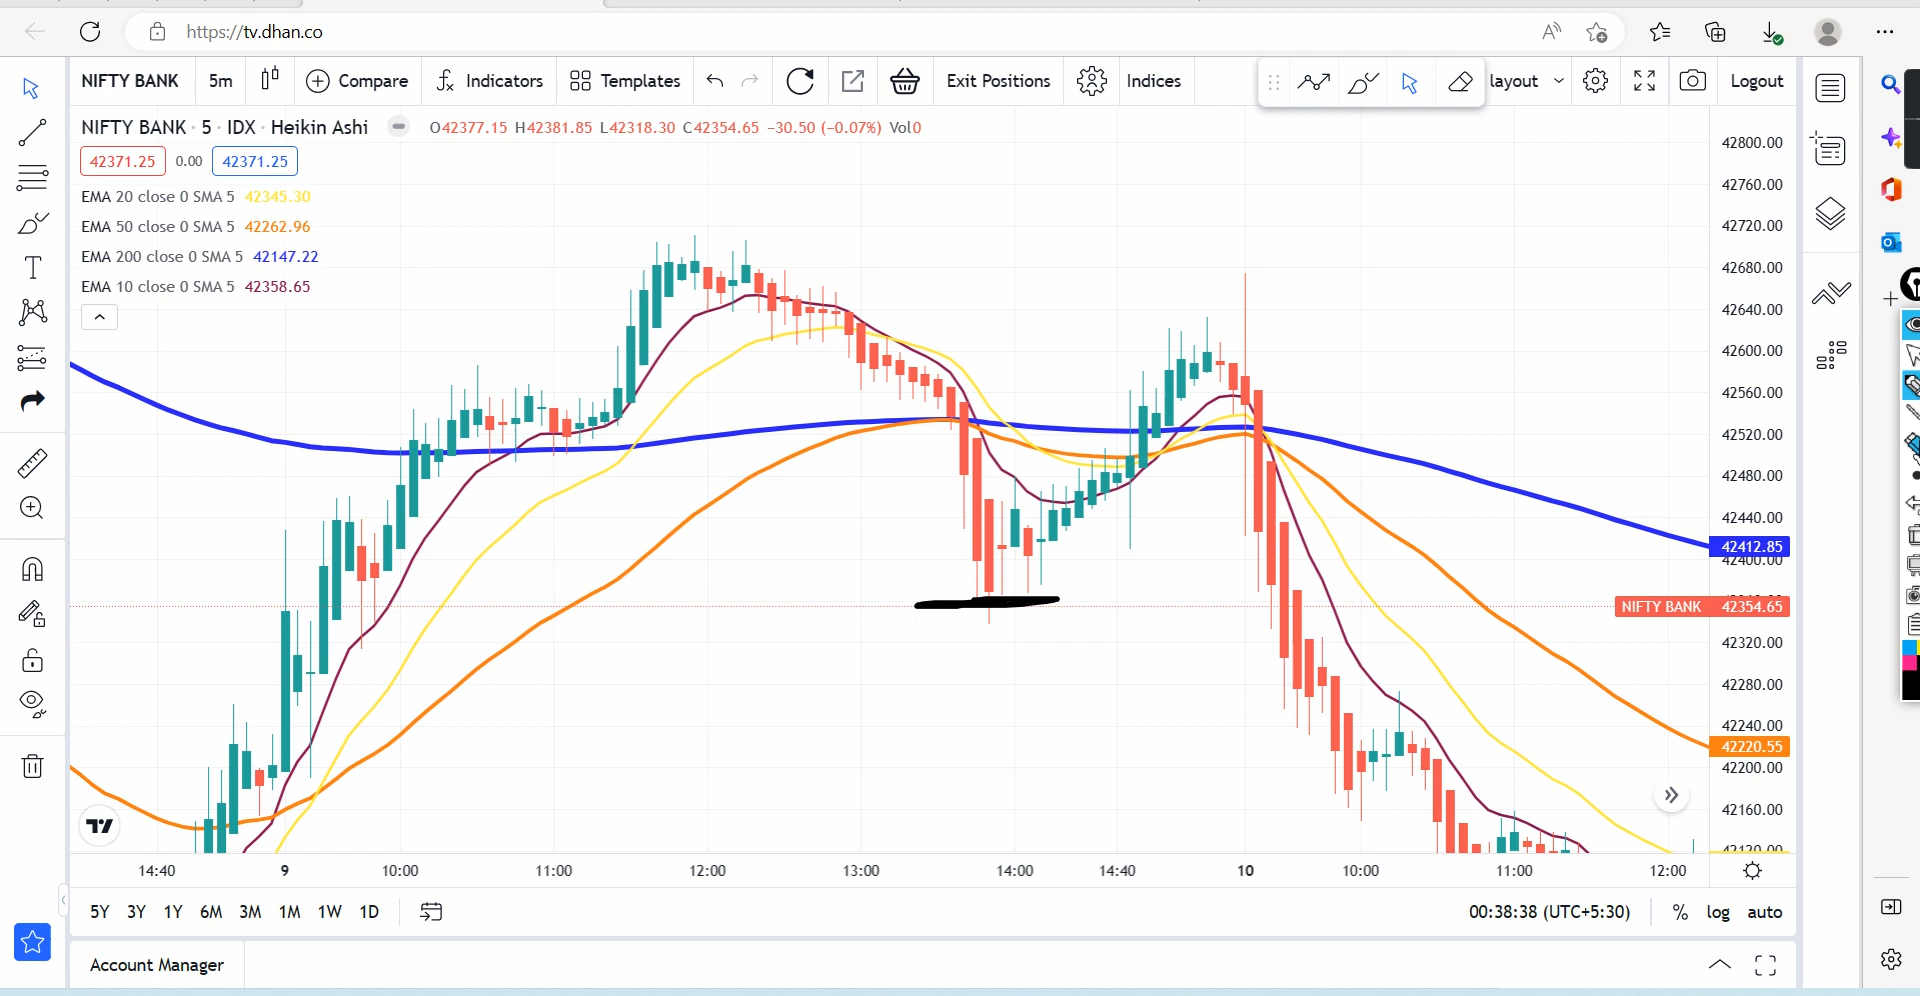 https://tv.dhan.co
NIFTY BANK 5m Compare Indicators Templates Exit Positions Indices layout Logout
NIFTY BANK · 5 · IDX · Heikin Ashi O42377.15 H42381.85 L42318.30 C42354.65 −30.50 (−0.07%) Vol0
42371.25 0.00 42371.25
EMA 20 close 0 SMA 5 42345.30
EMA 50 close 0 SMA 5 42262.96
EMA 200 close 0 SMA 5 42147.22
EMA 10 close 0 SMA 5 42358.65
42800.00
42760.00
42720.00
42680.00
42640.00
42600.00
42560.00
42520.00
42480.00
42440.00
42412.85
42400.00
NIFTY BANK 42354.65
42320.00
42280.00
42240.00
42220.55
42200.00
42160.00
42120.00
14:40 9 10:00 11:00 12:00 13:00 14:00 14:40 10 10:00 11:00 12:00
5Y 3Y 1Y 6M 3M 1M 1W 1D 00:38:38 (UTC+5:30) % log auto
Account Manager